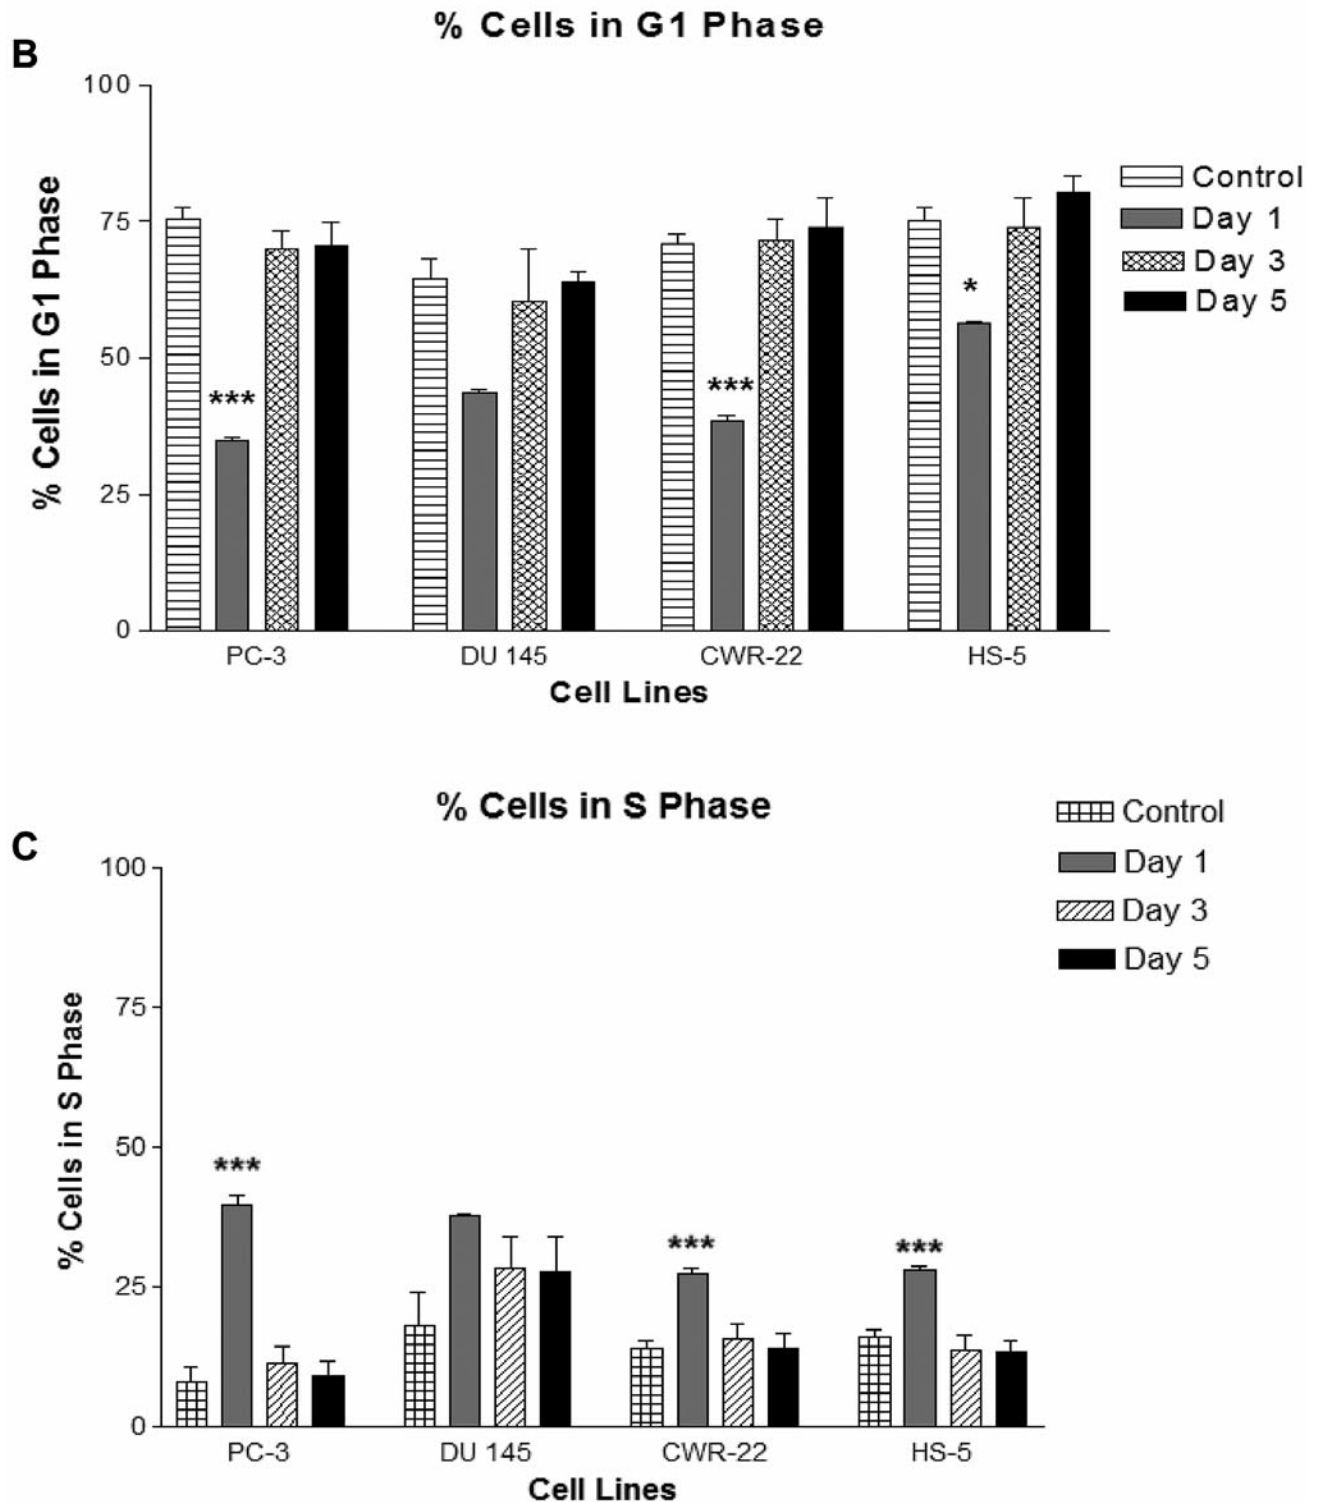 % Cells in G1 Phase
B
100
75
50
25
0
% Cells in G1 Phase
***
***
*
Control
Day 1
Day 3
Day 5
PC-3
DU 145
CWR-22
HS-5
Cell Lines
% Cells in S Phase
C
100
75
50
25
0
% Cells in S Phase
***
***
***
Control
Day 1
Day 3
Day 5
PC-3
DU 145
CWR-22
HS-5
Cell Lines